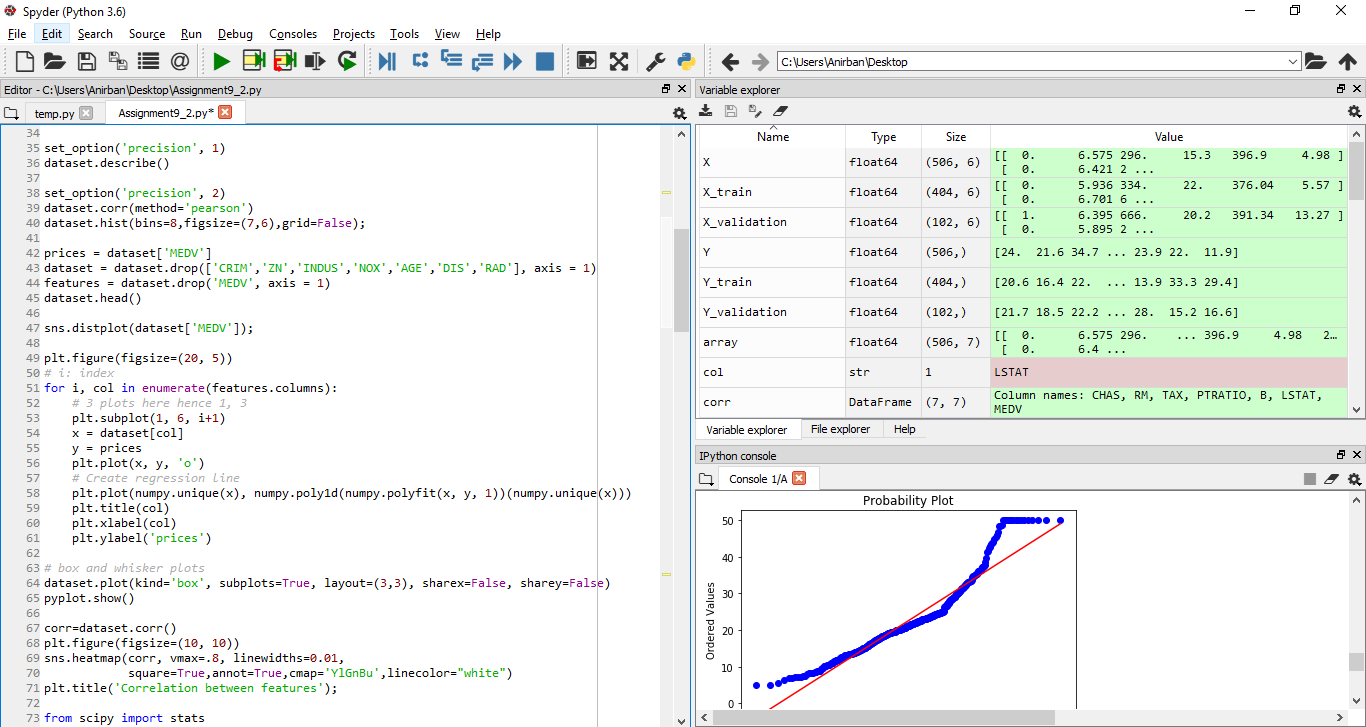 Spyder (Python 3.6)
File Edit Search Source Run Debug Consoles Projects Tools View Help
C:\Users\Anirban\Desktop
Editor - C:\Users\Anirban\Desktop\Assignment9_2.py
temp.py Assignment9_2.py*
34
35 set_option('precision', 1)
36 dataset.describe()
37
38 set_option('precision', 2)
39 dataset.corr(method='pearson')
40 dataset.hist(bins=8,figsize=(7,6),grid=False);
41
42 prices = dataset['MEDV']
43 dataset = dataset.drop(['CRIM','ZN','INDUS','NOX','AGE','DIS','RAD'], axis = 1)
44 features = dataset.drop('MEDV', axis = 1)
45 dataset.head()
46
47 sns.distplot(dataset['MEDV']);
48
49 plt.figure(figsize=(20, 5))
50 # i: index
51 for i, col in enumerate(features.columns):
52     # 3 plots here hence 1, 3
53     plt.subplot(1, 6, i+1)
54     x = dataset[col]
55     y = prices
56     plt.plot(x, y, 'o')
57     # Create regression line
58     plt.plot(numpy.unique(x), numpy.poly1d(numpy.polyfit(x, y, 1))(numpy.unique(x)))
59     plt.title(col)
60     plt.xlabel(col)
61     plt.ylabel('prices')
62
63 # box and whisker plots
64 dataset.plot(kind='box', subplots=True, layout=(3,3), sharex=False, sharey=False)
65 pyplot.show()
66
67 corr=dataset.corr()
68 plt.figure(figsize=(10, 10))
69 sns.heatmap(corr, vmax=.8, linewidths=0.01,
70             square=True,annot=True,cmap='YlGnBu',linecolor="white")
71 plt.title('Correlation between features');
72
73 from scipy import stats
Variable explorer
Name Type Size Value
X float64 (506, 6) [[ 0. 6.575 296. 15.3 396.9 4.98 ]
[ 0. 6.421 2 ...
X_train float64 (404, 6) [[ 0. 5.936 334. 22. 376.04 5.57 ]
[ 0. 6.701 6 ...
X_validation float64 (102, 6) [[ 1. 6.395 666. 20.2 391.34 13.27 ]
[ 0. 5.895 2 ...
Y float64 (506,) [24. 21.6 34.7 ... 23.9 22. 11.9]
Y_train float64 (404,) [20.6 16.4 22. ... 13.9 33.3 29.4]
Y_validation float64 (102,) [21.7 18.5 22.2 ... 28. 15.2 16.6]
array float64 (506, 7) [[ 0. 6.575 296. ... 396.9 4.98 2…
[ 0. 6.4 ...
col str 1 LSTAT
corr DataFrame (7, 7) Column names: CHAS, RM, TAX, PTRATIO, B, LSTAT,
MEDV
Variable explorer File explorer Help
IPython console
Console 1/A
Probability Plot
Ordered Values
50
40
30
20
10
0